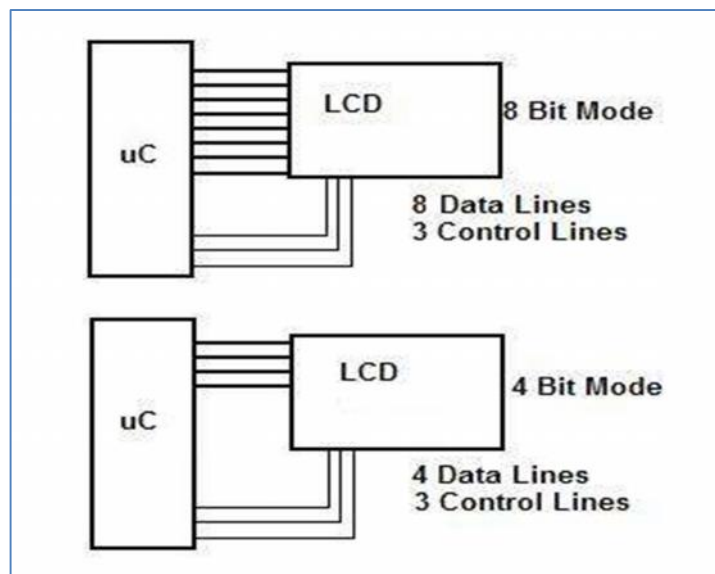 LCD
8 Bit Mode
uC
8 Data Lines
3 Control Lines
LCD
4 Bit Mode
uC
4 Data Lines
3 Control Lines